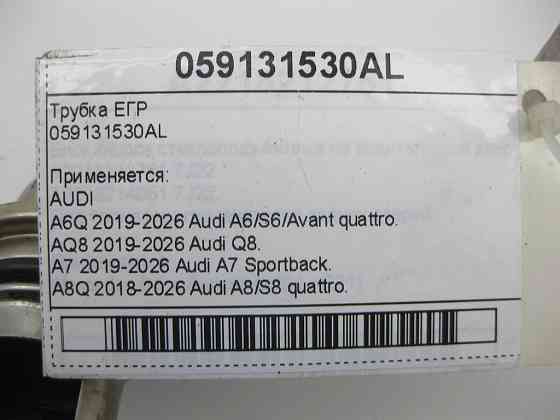 059131530AL
Трубка ЕГР
059131530AL
Применяется:
AUDI
A6Q 2019-2026 Audi A6/S6/Avant quattro.
AQ8 2019-2026 Audi Q8.
A7 2019-2026 Audi A7 Sportback.
A8Q 2018-2026 Audi A8/S8 quattro.